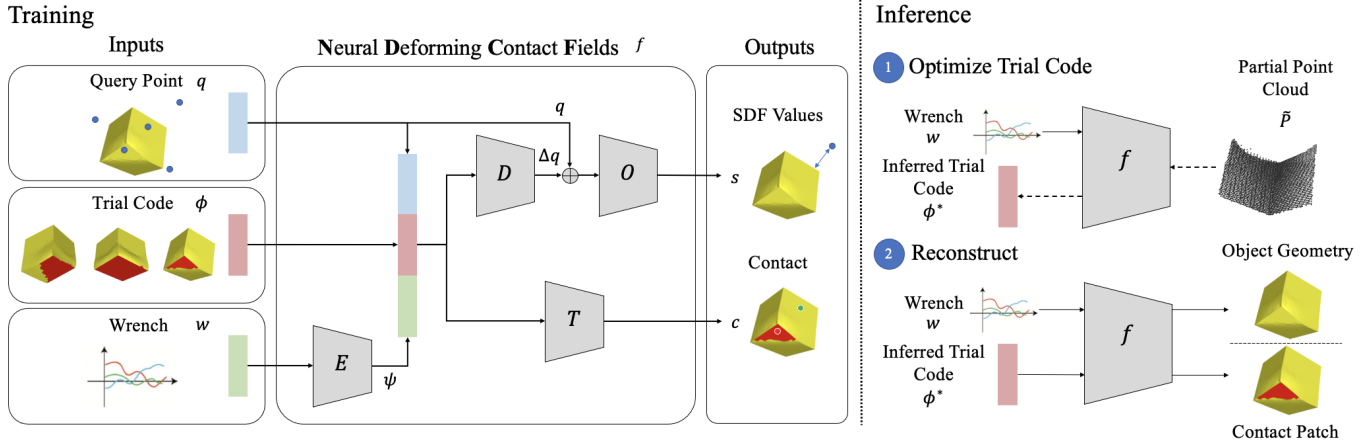 Training
Inputs
Neural Deforming Contact Fields f
Outputs
Query Point q
Trial Code ϕ
Wrench w
E
ψ
D
Δq
q
O
T
SDF Values
s
Contact
c
Inference
1 Optimize Trial Code
Wrench
w
Inferred Trial
Code
ϕ*
f
Partial Point
Cloud
P̃
2 Reconstruct
Wrench
w
Inferred Trial
Code
ϕ*
f
Object Geometry
Contact Patch